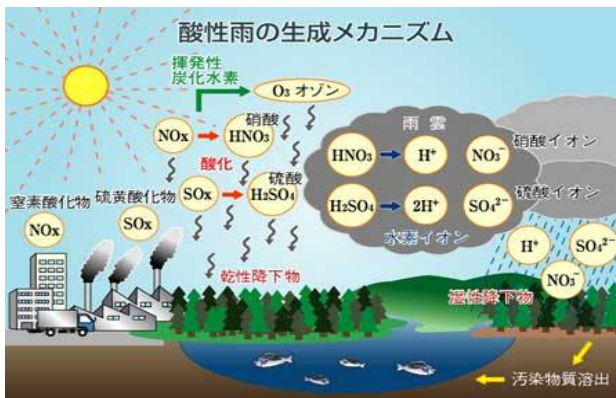 酸性雨の生成メカニズム
揮発性
炭化水素
O₃ オゾン
NOx
HNO₃
硝酸
酸化
SOx
H₂SO₄
硫酸
窒素酸化物
NOx
硫黄酸化物
SOx
乾性降下物
雨雲
HNO₃
H⁺
NO₃⁻
硝酸イオン
H₂SO₄
2H⁺
SO₄²⁻
硫酸イオン
水素イオン
H⁺
SO₄²⁻
NO₃⁻
湿性降下物
汚染物質溶出